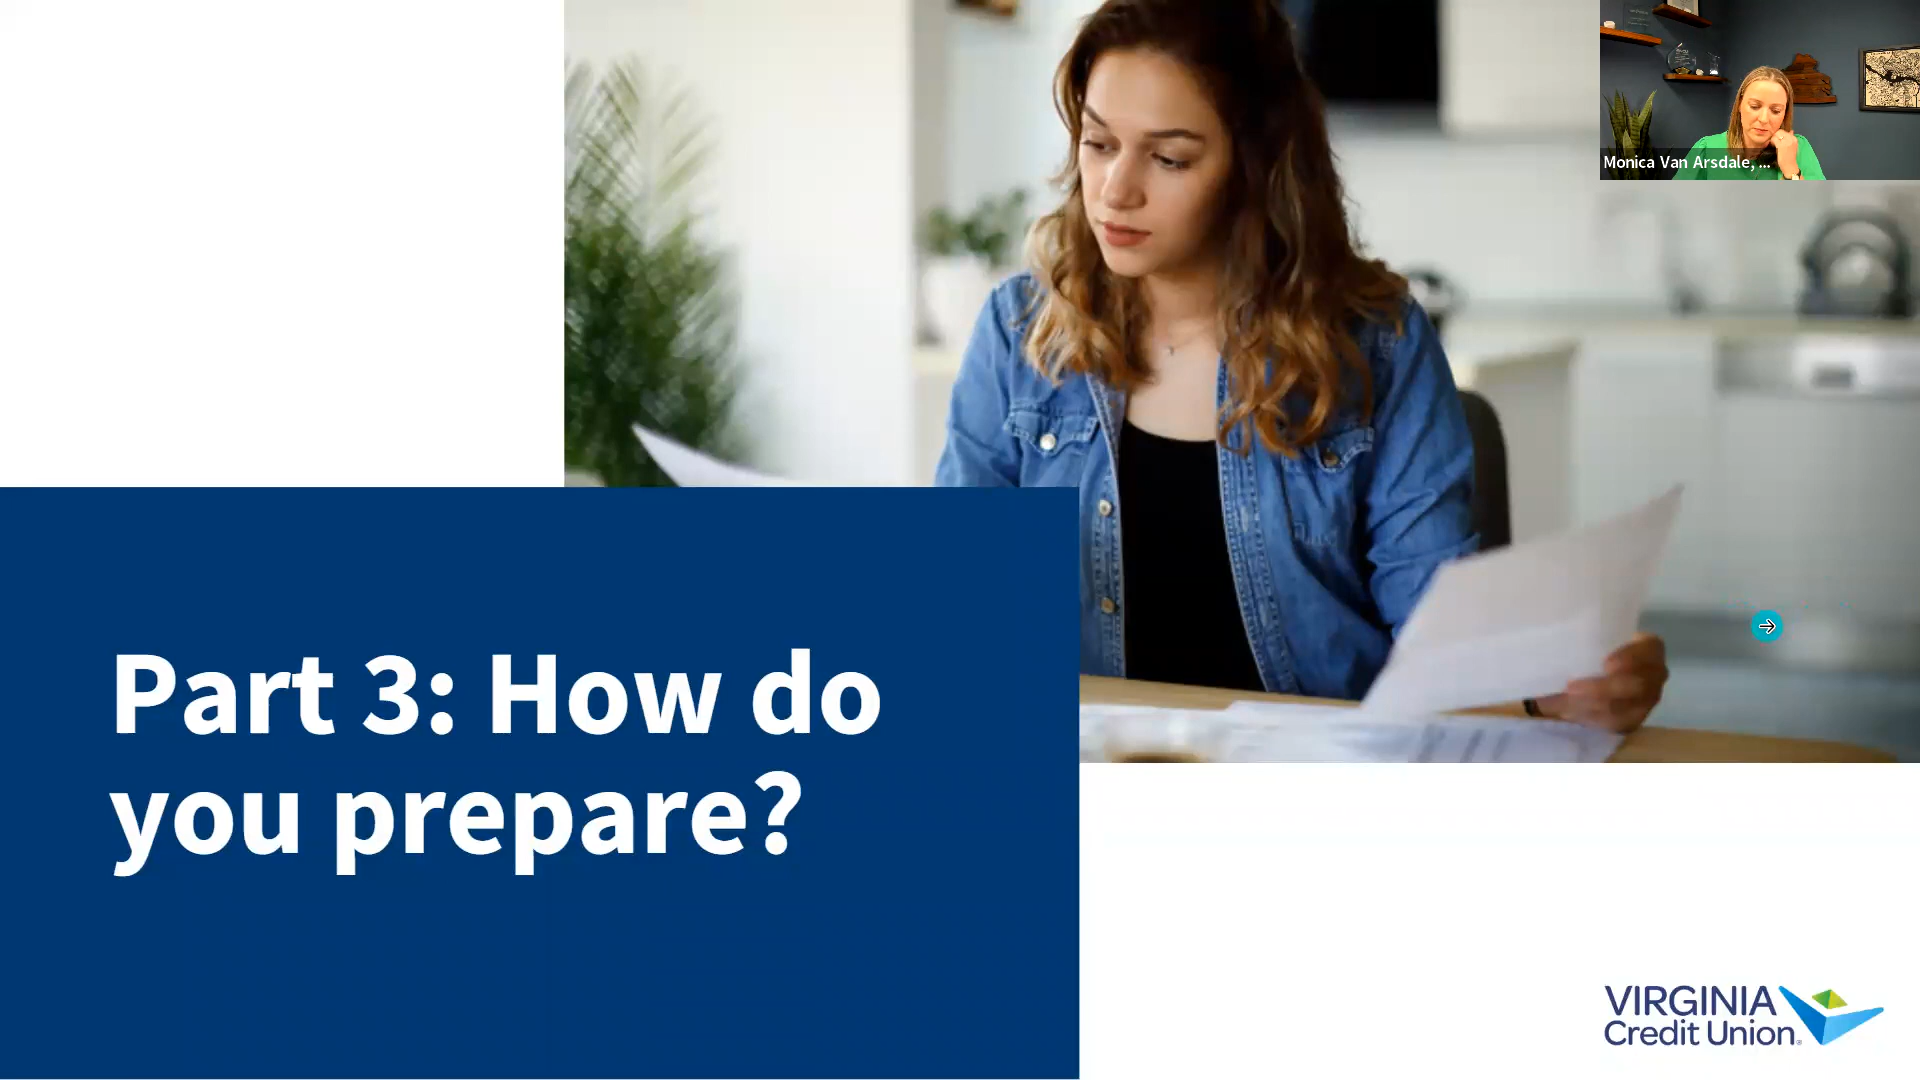 Monica Van Arsdale, ...
Part 3: How do
you prepare?
VIRGINIA
Credit Union